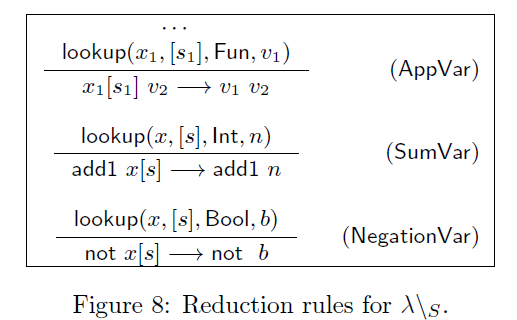 ...
lookup(x₁, [s₁], Fun, v₁)
x₁[s₁] v₂ ⟶ v₁ v₂
(AppVar)
lookup(x, [s], Int, n)
add1 x[s] ⟶ add1 n
(SumVar)
lookup(x, [s], Bool, b)
not x[s] ⟶ not b
(NegationVar)
Figure 8: Reduction rules for λ\_S.